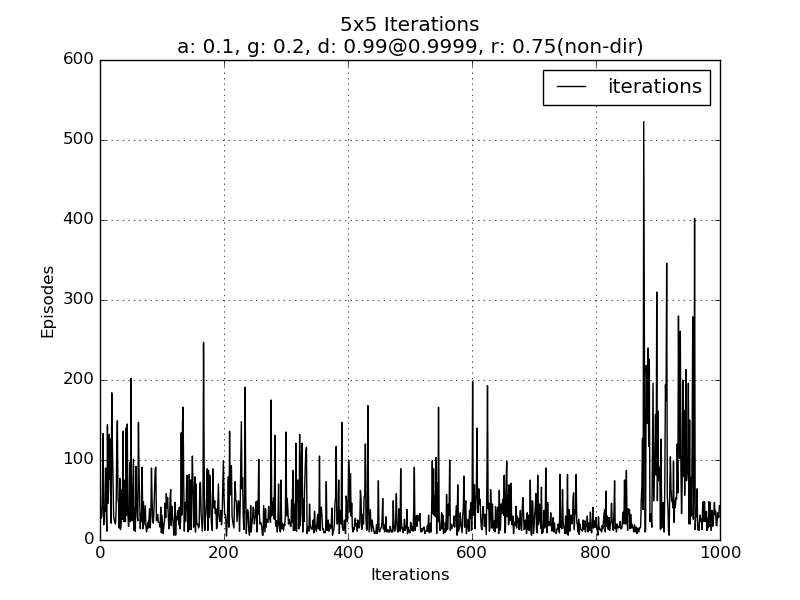 5x5 Iterations
a: 0.1, g: 0.2, d: 0.99@0.9999, r: 0.75(non-dir)
600
iterations
500
400
300
200
100
0
Episodes
0 200 400 600 800 1000
Iterations